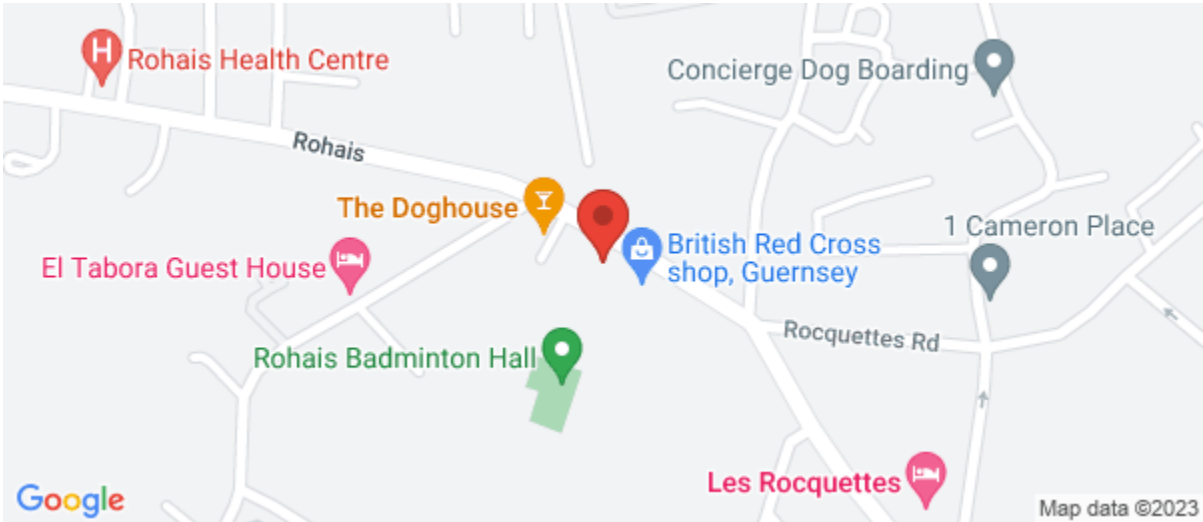 H
Rohais Health Centre
Concierge Dog Boarding
Rohais
The Doghouse
1 Cameron Place
British Red Cross
shop, Guernsey
El Tabora Guest House
Rocquettes Rd
Rohais Badminton Hall
Les Rocquettes
Google
Map data ©2023